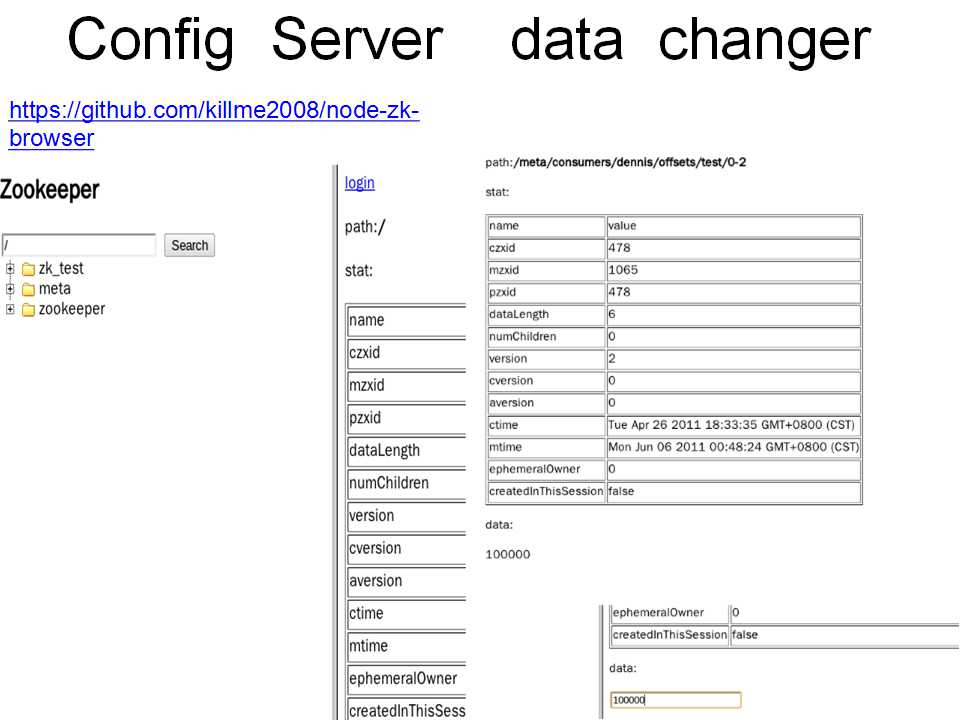 Config Server data changer
https://github.com/killme2008/node-zk-
browser
Zookeeper
/
Search
zk_test
meta
zookeeper
login
path:/
stat:
name
czxid
mzxid
pzxid
dataLength
numChildren
version
cversion
aversion
ctime
mtime
ephemeralOwner
createdInThisSess
path:/meta/consumers/dennis/offsets/test/0-2
stat:
name value
czxid 478
mzxid 1065
pzxid 478
dataLength 6
numChildren 0
version 2
cversion 0
aversion 0
ctime Tue Apr 26 2011 18:33:35 GMT+0800 (CST)
mtime Mon Jun 06 2011 00:48:24 GMT+0800 (CST)
ephemeralOwner 0
createdInThisSession false
data:
100000
ephemeralOwner 0
createdInThisSession false
data:
100000